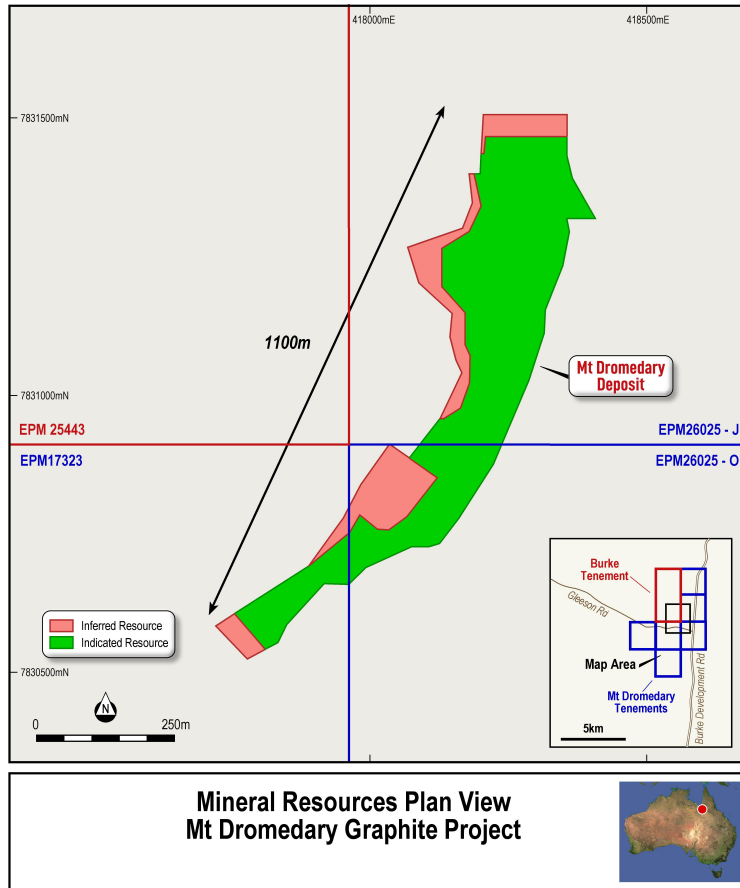 418000mE
418500mE
7831500mN
1100m
Mt Dromedary
Deposit
7831000mN
EPM 25443
EPM26025 - J
EPM17323
EPM26025 - O
Burke
Tenement
Gleeson Rd
Inferred Resource
Indicated Resource
Map Area
Burke Development Rd
7830500mN
Mt Dromedary
Tenements
N
0
250m
5km
Mineral Resources Plan View
Mt Dromedary Graphite Project